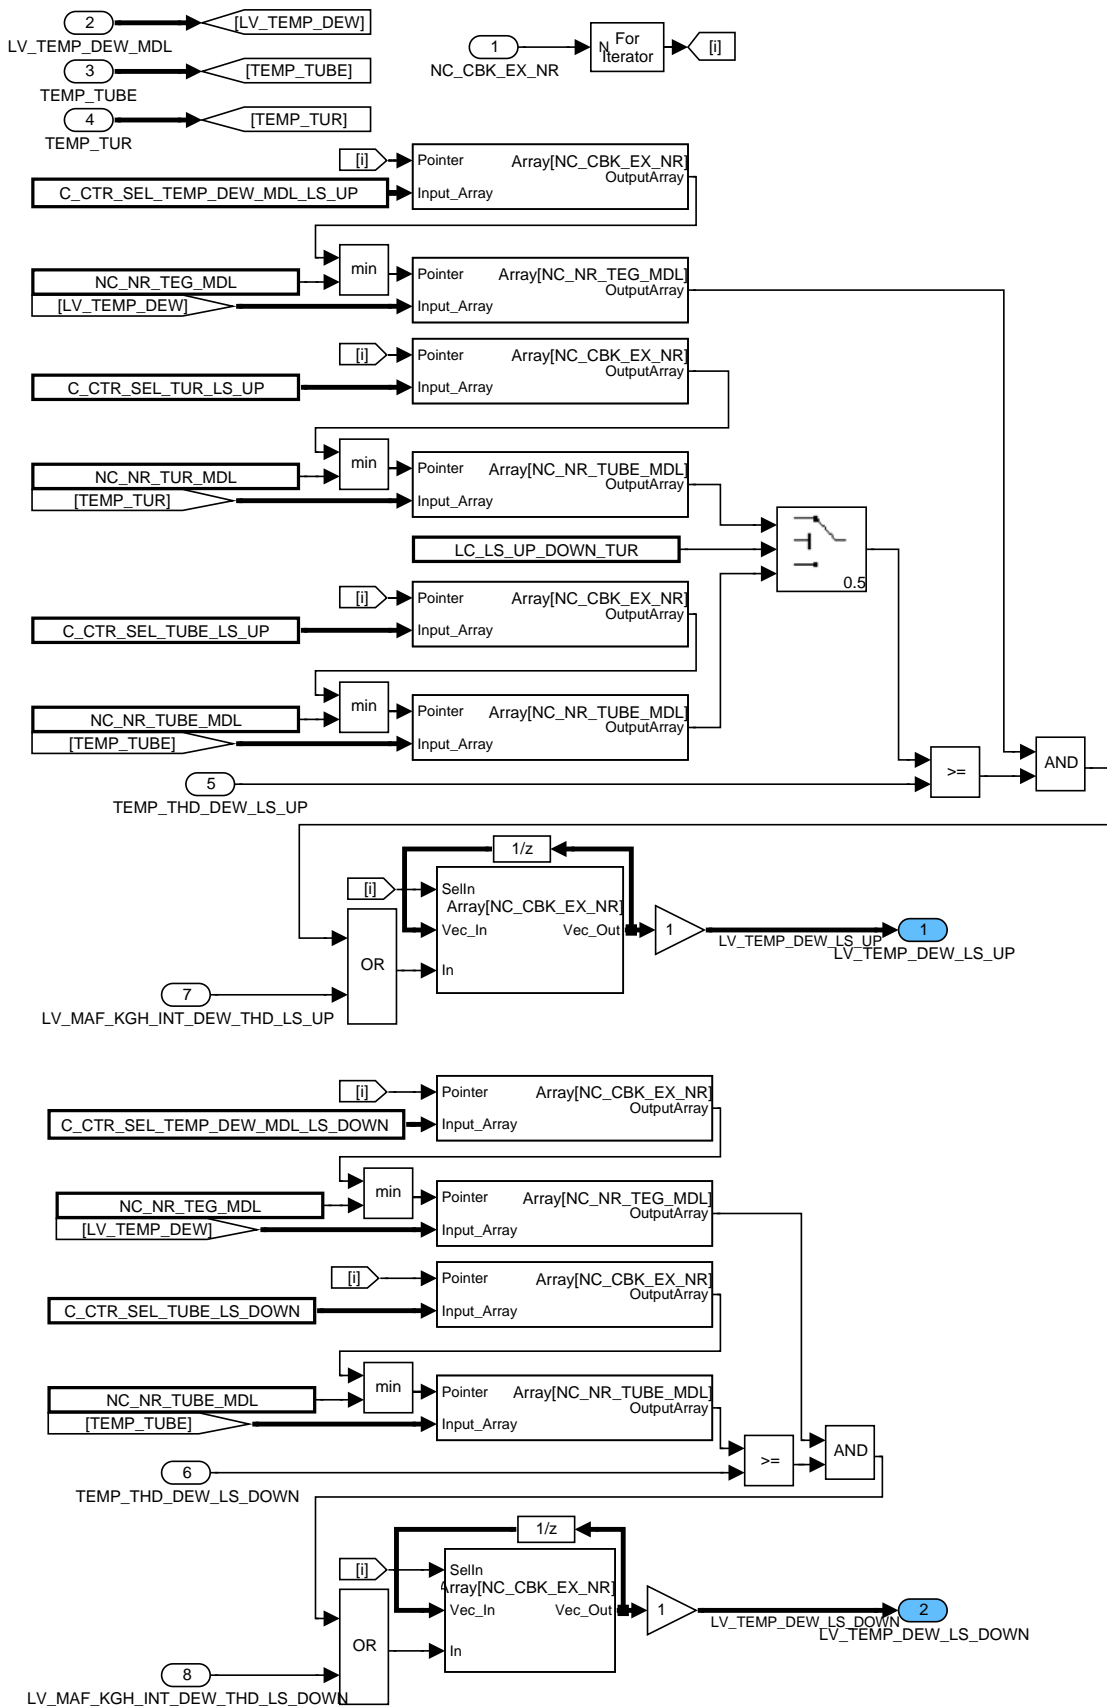 2
[LV_TEMP_DEW]
LV_TEMP_DEW_MDL
1
N
For
Iterator
[i]
NC_CBK_EX_NR
3
[TEMP_TUBE]
TEMP_TUBE
4
[TEMP_TUR]
TEMP_TUR
[i]
Pointer
Array[NC_CBK_EX_NR]
OutputArray
C_CTR_SEL_TEMP_DEW_MDL_LS_UP
Input_Array
min
NC_NR_TEG_MDL
Pointer
Array[NC_NR_TEG_MDL]
OutputArray
[LV_TEMP_DEW]
Input_Array
[i]
Pointer
Array[NC_CBK_EX_NR]
OutputArray
C_CTR_SEL_TUR_LS_UP
Input_Array
min
NC_NR_TUR_MDL
Pointer
Array[NC_NR_TUBE_MDL]
OutputArray
[TEMP_TUR]
Input_Array
LC_LS_UP_DOWN_TUR
0.5
[i]
Pointer
Array[NC_CBK_EX_NR]
OutputArray
C_CTR_SEL_TUBE_LS_UP
Input_Array
min
NC_NR_TUBE_MDL
Pointer
Array[NC_NR_TUBE_MDL]
OutputArray
[TEMP_TUBE]
Input_Array
>=
AND
5
TEMP_THD_DEW_LS_UP
1/z
[i]
SelIn
Array[NC_CBK_EX_NR]
Vec_In
Vec_Out
1
LV_TEMP_DEW_LS_UP
1
LV_TEMP_DEW_LS_UP
OR
In
7
LV_MAF_KGH_INT_DEW_THD_LS_UP
[i]
Pointer
Array[NC_CBK_EX_NR]
OutputArray
C_CTR_SEL_TEMP_DEW_MDL_LS_DOWN
Input_Array
min
NC_NR_TEG_MDL
Pointer
Array[NC_NR_TEG_MDL]
OutputArray
[LV_TEMP_DEW]
Input_Array
[i]
Pointer
Array[NC_CBK_EX_NR]
OutputArray
C_CTR_SEL_TUBE_LS_DOWN
Input_Array
min
NC_NR_TUBE_MDL
Pointer
Array[NC_NR_TUBE_MDL]
OutputArray
[TEMP_TUBE]
Input_Array
>=
AND
6
TEMP_THD_DEW_LS_DOWN
1/z
[i]
SelIn
Array[NC_CBK_EX_NR]
Vec_In
Vec_Out
1
LV_TEMP_DEW_LS_DOWN
2
LV_TEMP_DEW_LS_DOWN
OR
In
8
LV_MAF_KGH_INT_DEW_THD_LS_DOWN